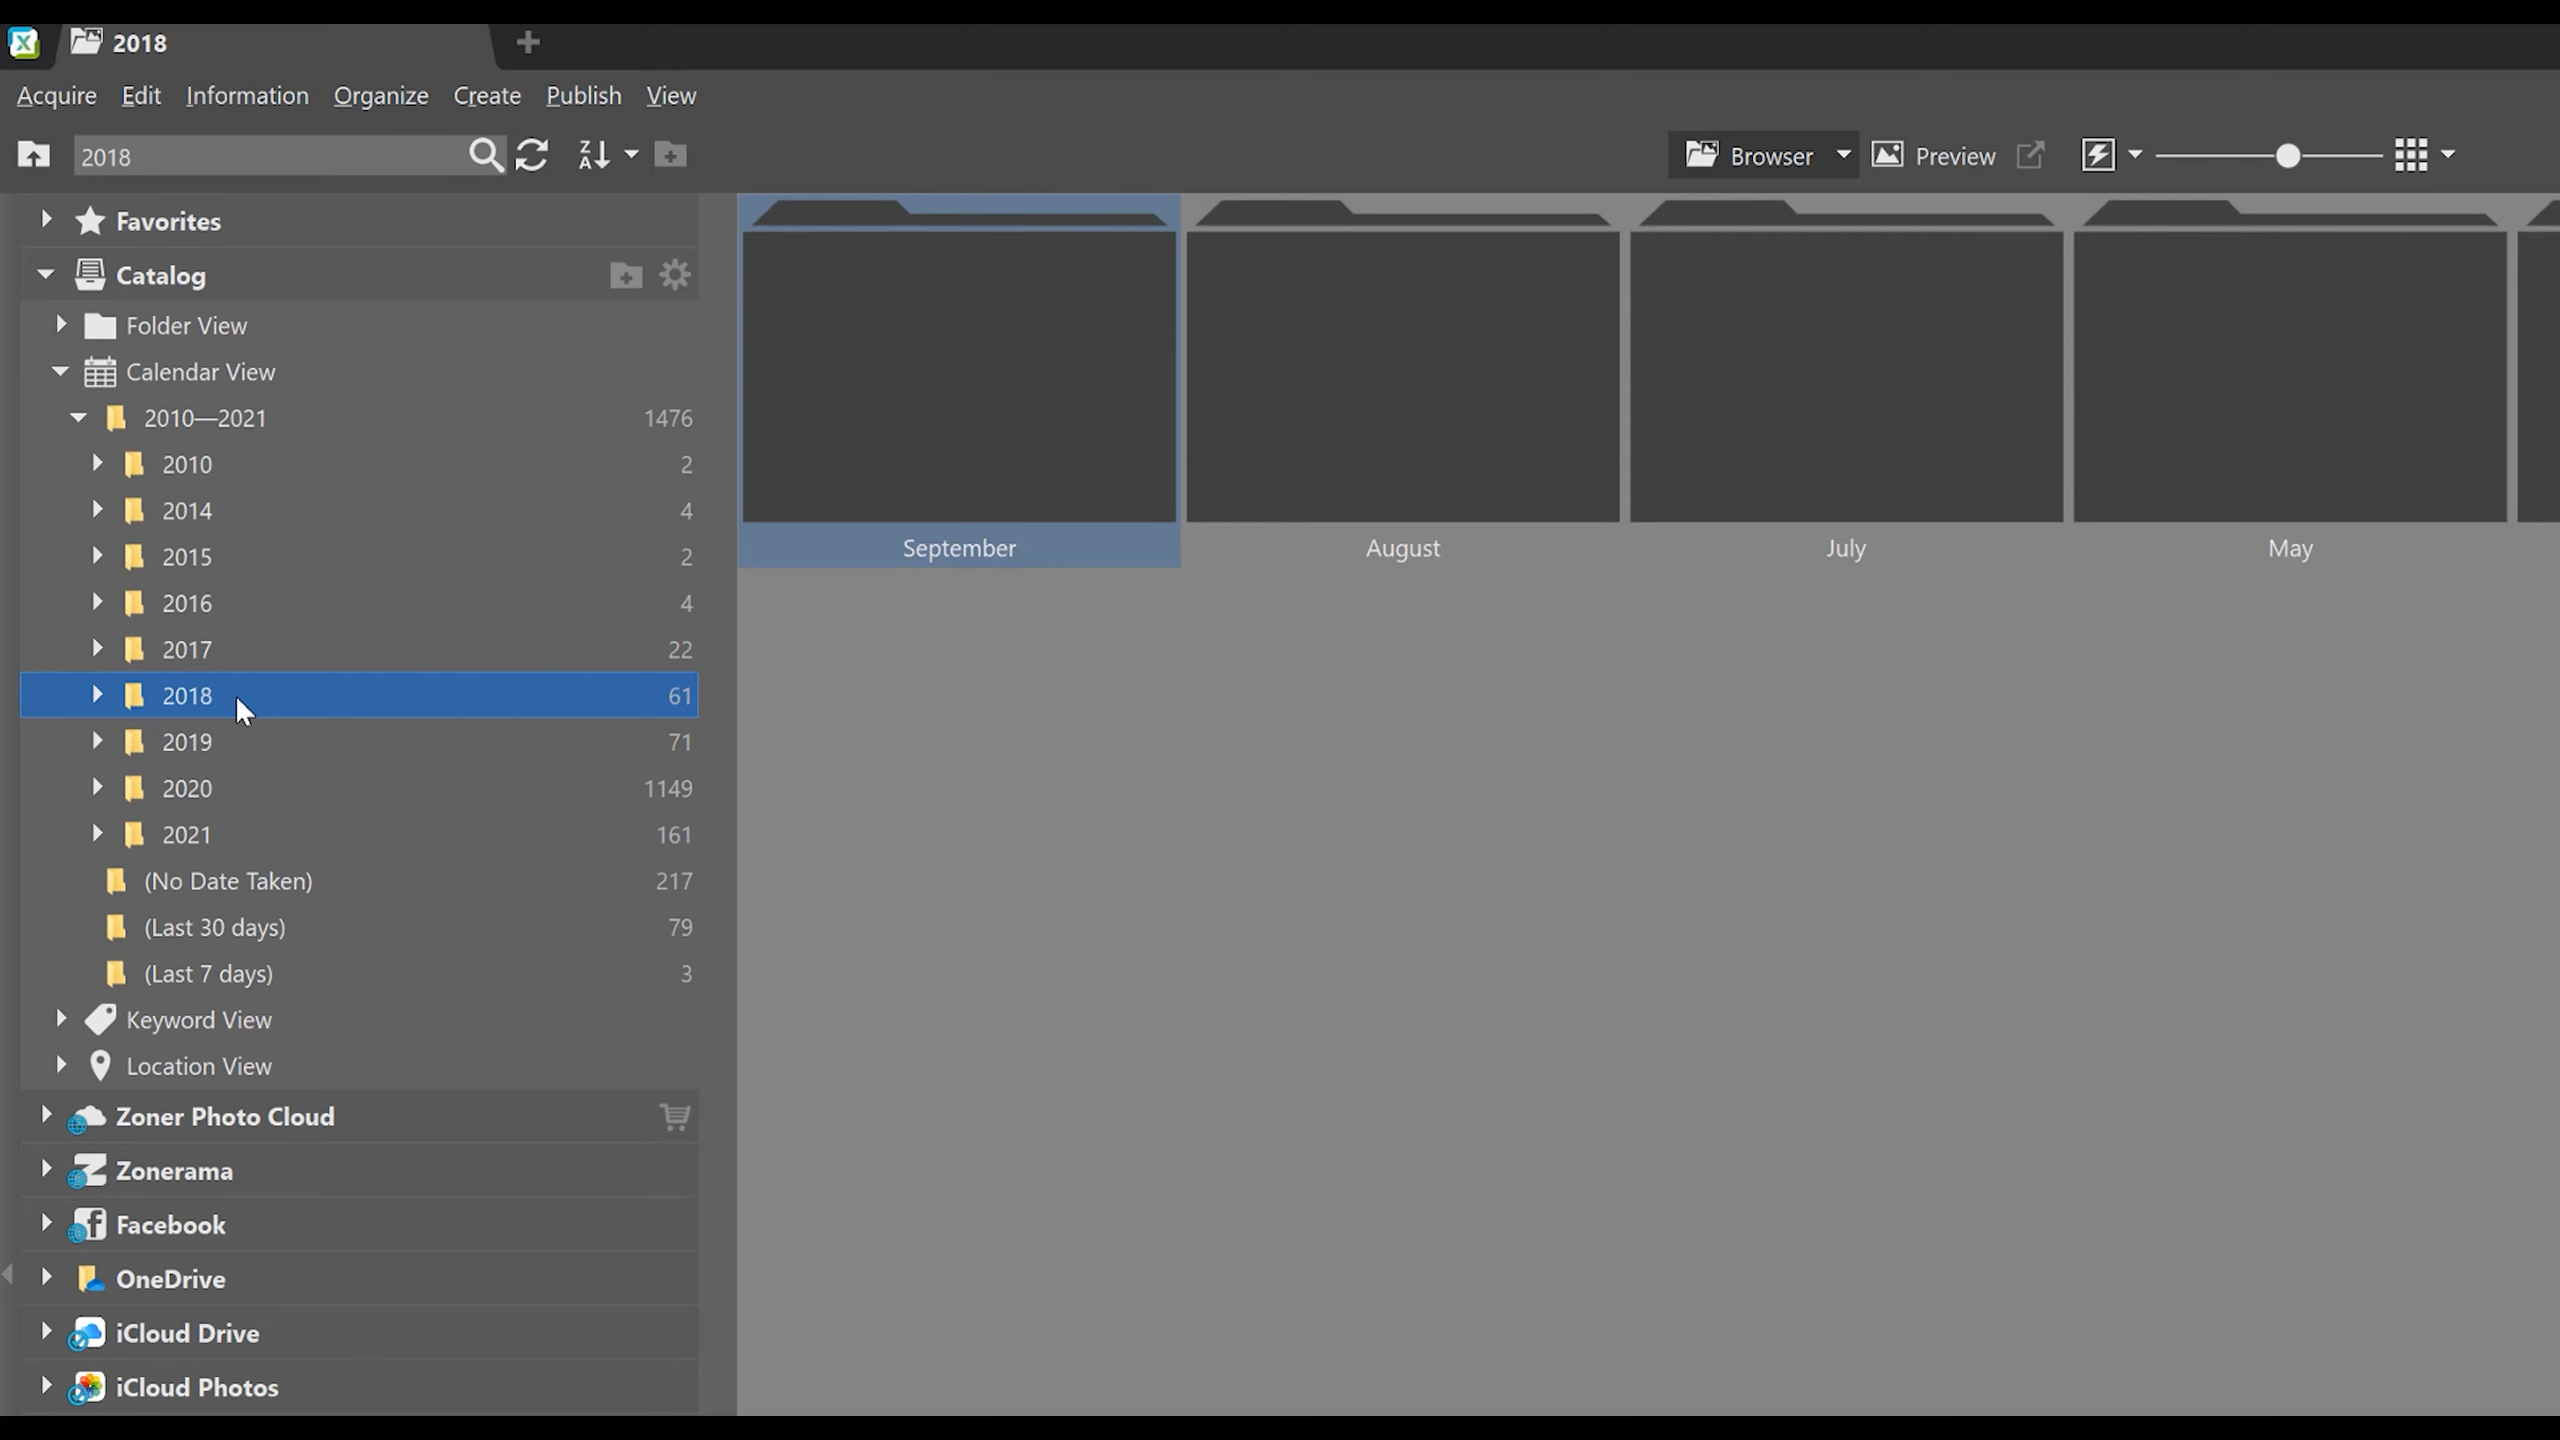 2018
Acquire Edit Information Organize Create Publish View
2018
Browser Preview
Favorites
Catalog
Folder View
Calendar View
2010—2021 1476
2010 2
2014 4
2015 2
2016 4
2017 22
2018 61
2019 71
2020 1149
2021 161
(No Date Taken) 217
(Last 30 days) 79
(Last 7 days) 3
Keyword View
Location View
Zoner Photo Cloud
Zonerama
Facebook
OneDrive
iCloud Drive
iCloud Photos
September August July May